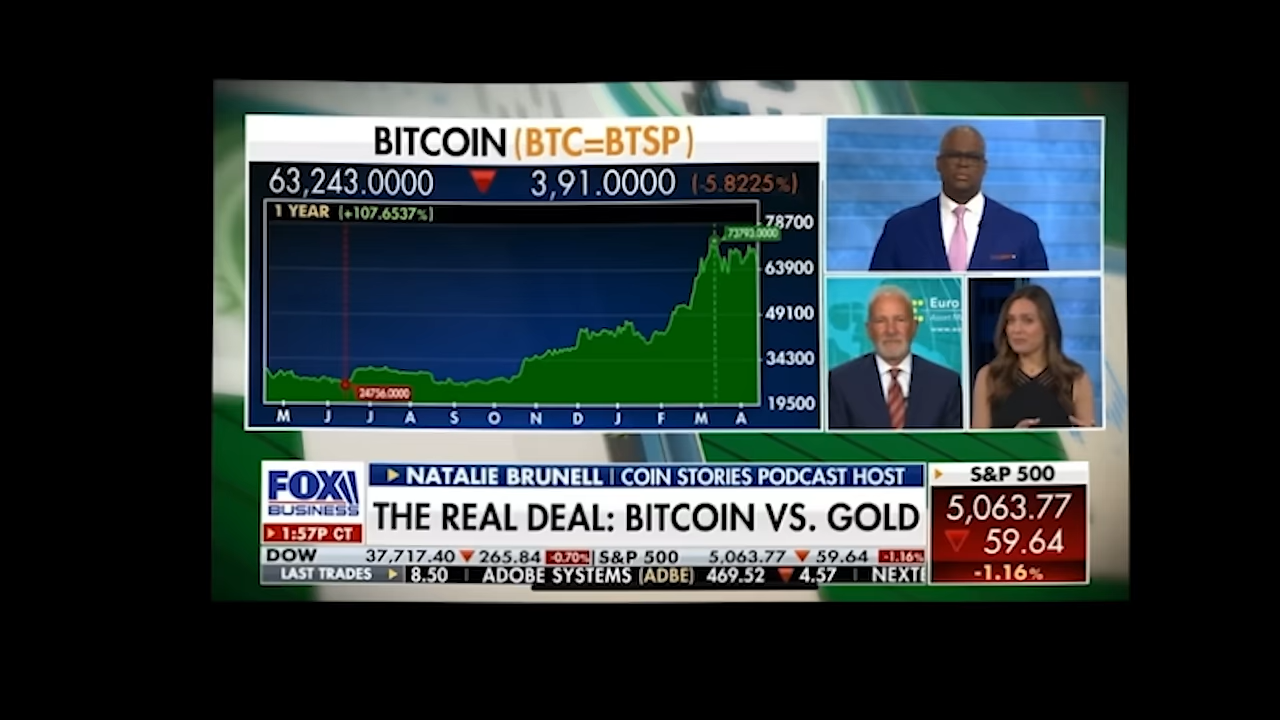 BITCOIN (BTC=BTSP)
63,243.0000 3,91.0000 (-5.8225%)
1 YEAR (+107.6537%)
78700
73793.0000
63900
49100
34300
24756.0000
19500
M J J A S O N D J F M A
Euro
Asset
NATALIE BRUNELL | COIN STORIES PODCAST HOST
THE REAL DEAL: BITCOIN VS. GOLD
FOX
BUSINESS
1:57P CT
S&P 500
5,063.77
59.64
-1.16%
DOW 37,717.40 265.84 -0.70% S&P 500 5,063.77 59.64 -1.16%
LAST TRADES 8.50 | ADOBE SYSTEMS (ADBE) 469.52 4.57 | NEXTE